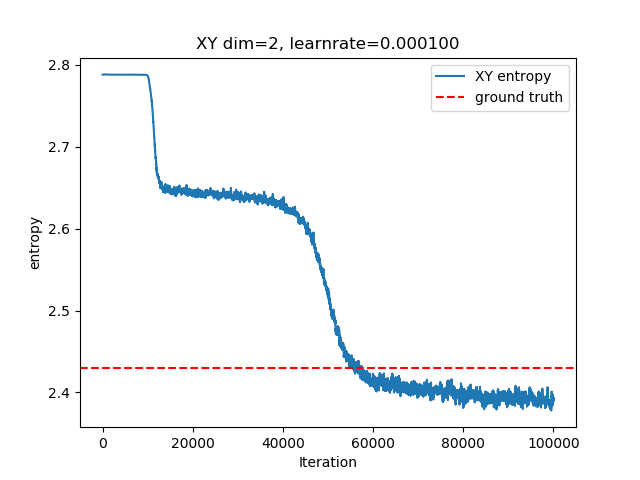 XY dim=2, learnrate=0.000100
XY entropy
ground truth
2.8
2.7
2.6
2.5
2.4
entropy
0
20000
40000
60000
80000
100000
Iteration